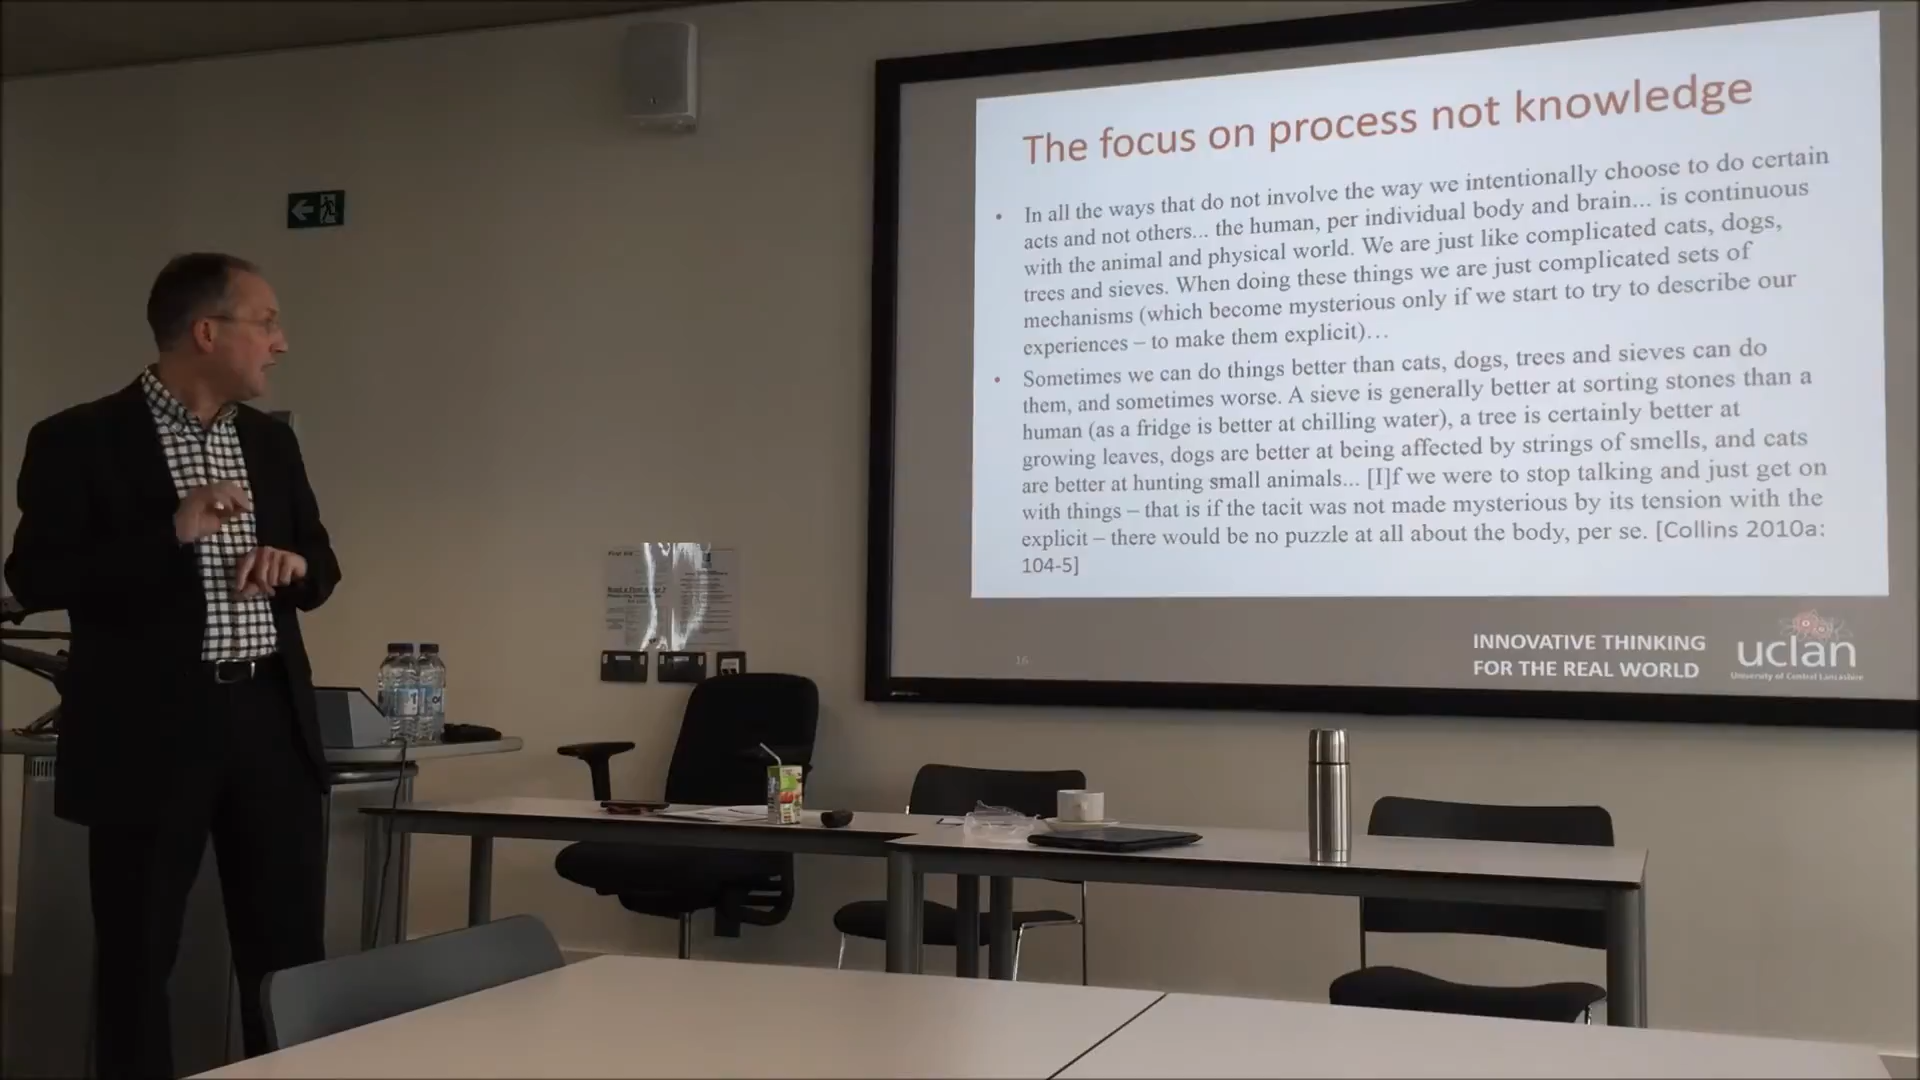 The focus on process not knowledge
• In all the ways that do not involve the way we intentionally choose to do certain
acts and not others... the human, per individual body and brain... is continuous
with the animal and physical world. We are just like complicated cats, dogs,
trees and sieves. When doing these things we are just complicated sets of
mechanisms (which become mysterious only if we start to try to describe our
experiences – to make them explicit)…
• Sometimes we can do things better than cats, dogs, trees and sieves can do
them, and sometimes worse. A sieve is generally better at sorting stones than a
human (as a fridge is better at chilling water), a tree is certainly better at
growing leaves, dogs are better at being affected by strings of smells, and cats
are better at hunting small animals... [I]f we were to stop talking and just get on
with things – that is if the tacit was not made mysterious by its tension with the
explicit – there would be no puzzle at all about the body, per se. [Collins 2010a:
104-5]
16
INNOVATIVE THINKING
FOR THE REAL WORLD
uclan
University of Central Lancashire